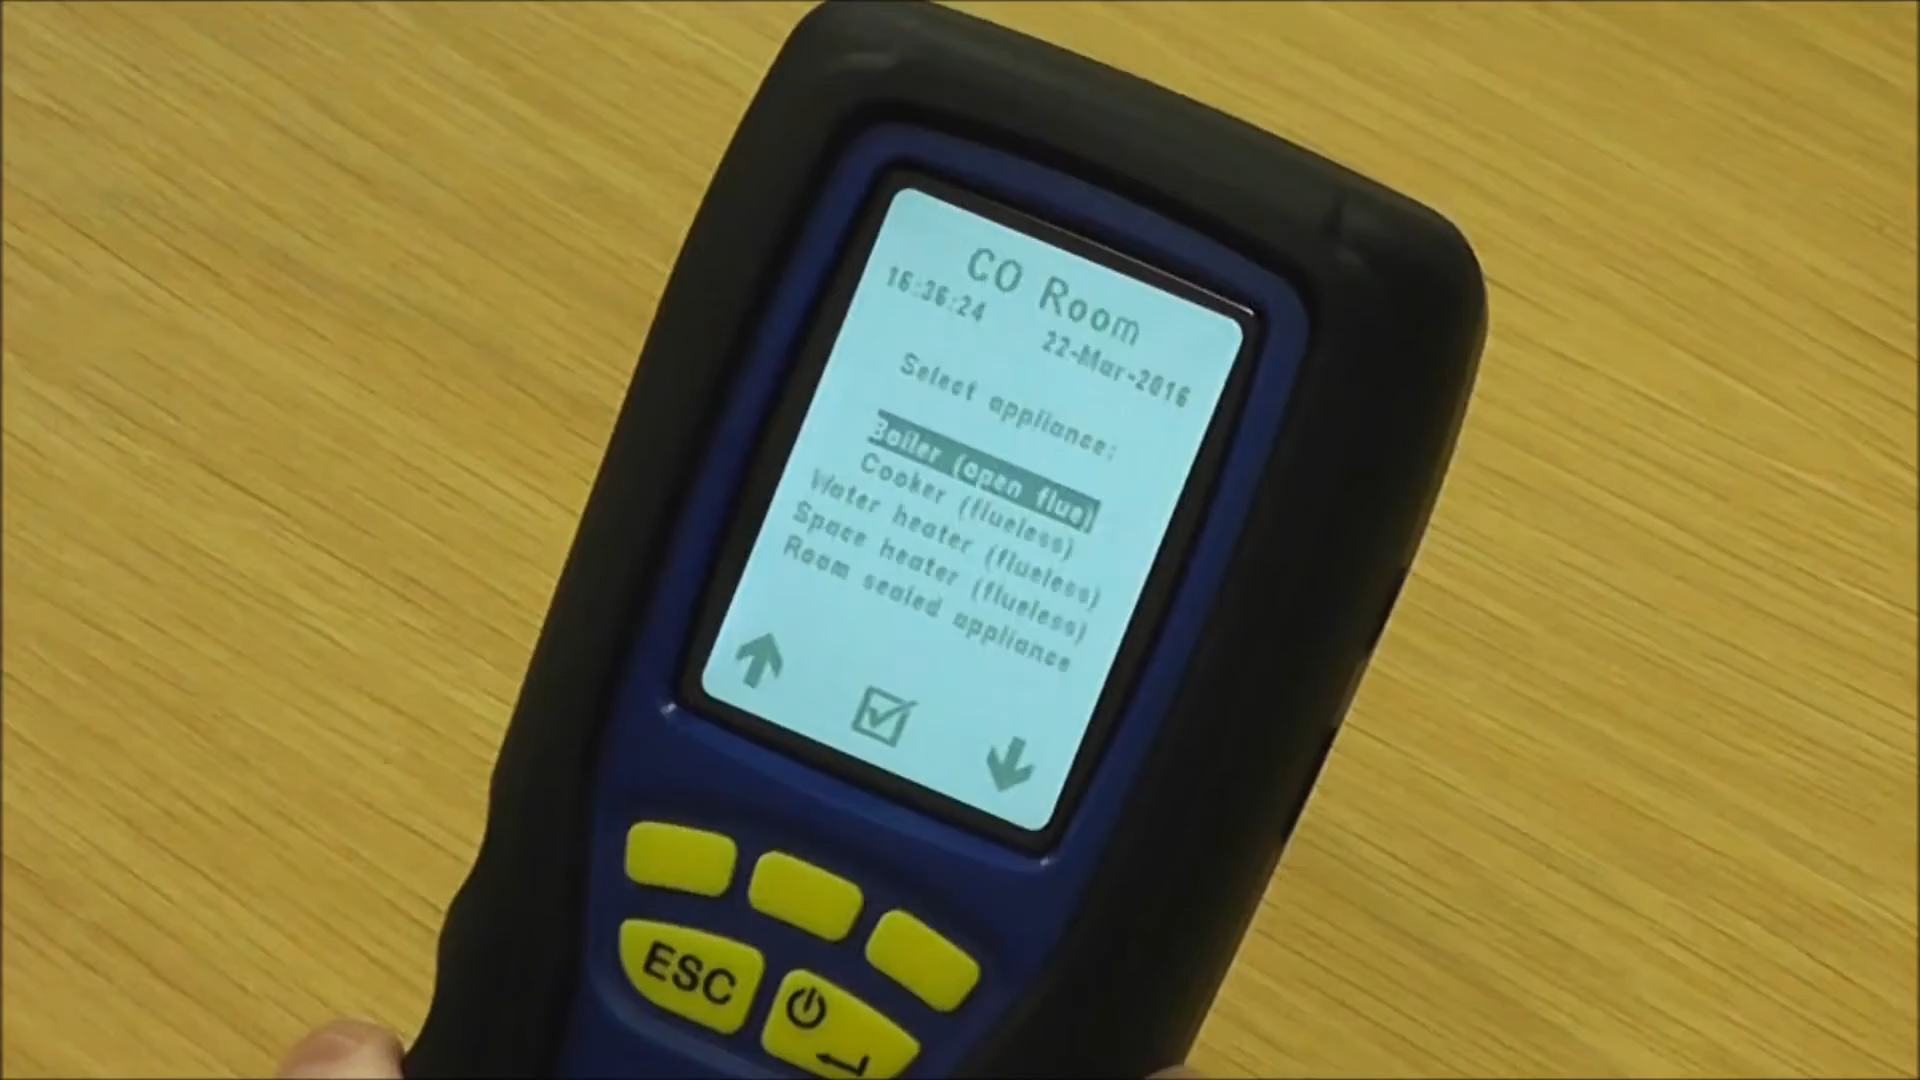 CO Room
16:36:24 22-Mar-2016
Select appliance:
Boiler (open flue)
Cooker (flueless)
Water heater (flueless)
Space heater (flueless)
Room sealed appliance
ESC